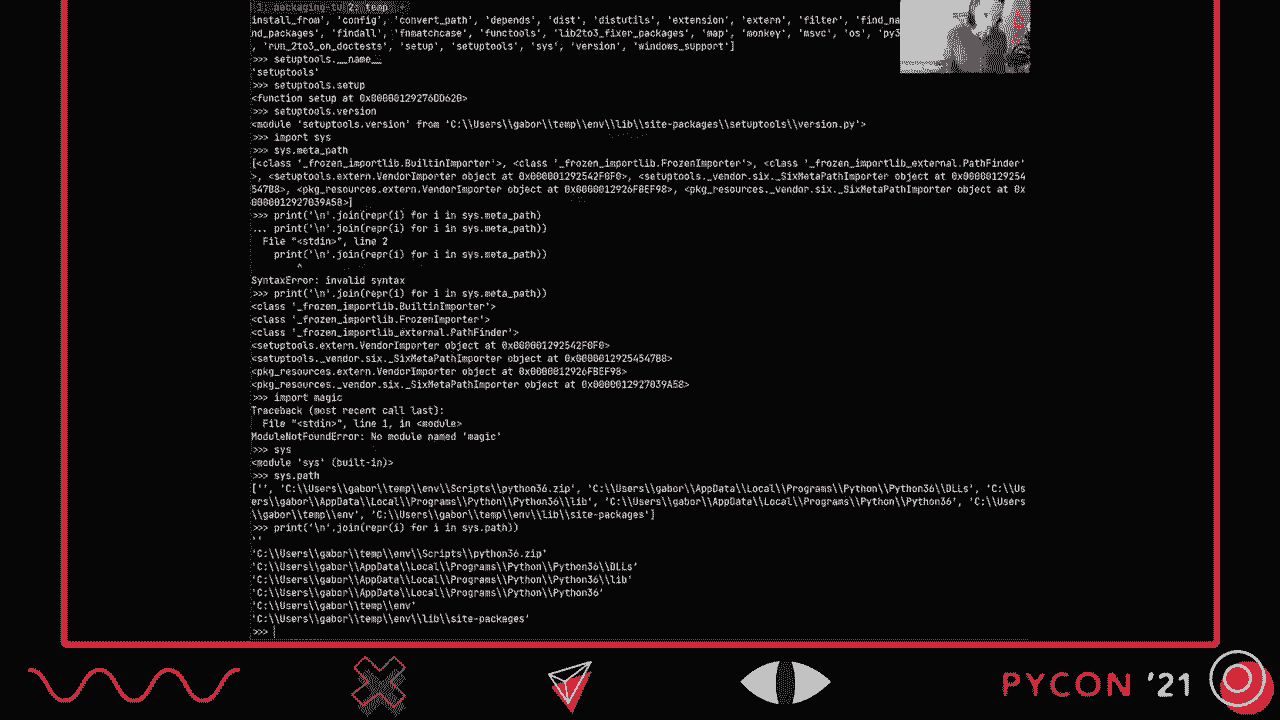 1: packaging-tu 2: temp +
install_from', 'config', 'convert_path', 'depends', 'dist', 'distutils', 'extension', 'extern', 'filter', 'find_na
nd_packages', 'findall', 'fnmatchcase', 'functools', 'lib2to3_fixer_packages', 'map', 'monkey', 'msvc', 'os', 'py3
, 'run_2to3_on_doctests', 'setup', 'setuptools', 'sys', 'version', 'windows_support']
>>> setuptools.__name__
'setuptools'
>>> setuptools.setup
<function setup at 0x00000129276DD620>
>>> setuptools.version
<module 'setuptools.version' from 'C:\\Users\\gabor\\temp\\env\\lib\\site-packages\\setuptools\\version.py'>
>>> import sys
>>> sys.meta_path
[<class '_frozen_importlib.BuiltinImporter'>, <class '_frozen_importlib.FrozenImporter'>, <class '_frozen_importlib_external.PathFinder'
>, <setuptools.extern.VendorImporter object at 0x000001292542F0F0>, <setuptools._vendor.six._SixMetaPathImporter object at 0x00000129254
547B8>, <pkg_resources.extern.VendorImporter object at 0x0000012926FBEF98>, <pkg_resources._vendor.six._SixMetaPathImporter object at 0x
0000012927039A58>]
>>> print('\n'.join(repr(i) for i in sys.meta_path)
... print('\n'.join(repr(i) for i in sys.meta_path))
File "<stdin>", line 2
print('\n'.join(repr(i) for i in sys.meta_path))
^
SyntaxError: invalid syntax
>>> print('\n'.join(repr(i) for i in sys.meta_path))
<class '_frozen_importlib.BuiltinImporter'>
<class '_frozen_importlib.FrozenImporter'>
<class '_frozen_importlib_external.PathFinder'>
<setuptools.extern.VendorImporter object at 0x000001292542F0F0>
<setuptools._vendor.six._SixMetaPathImporter object at 0x00000129254547B8>
<pkg_resources.extern.VendorImporter object at 0x0000012926FBEF98>
<pkg_resources._vendor.six._SixMetaPathImporter object at 0x0000012927039A58>
>>> import magic
Traceback (most recent call last):
File "<stdin>", line 1, in <module>
ModuleNotFoundError: No module named 'magic'
>>> sys
<module 'sys' (built-in)>
>>> sys.path
['', 'C:\\Users\\gabor\\temp\\env\\Scripts\\python36.zip', 'C:\\Users\\gabor\\AppData\\Local\\Programs\\Python\\Python36\\DLLs', 'C:\\Us
ers\\gabor\\AppData\\Local\\Programs\\Python\\Python36\\lib', 'C:\\Users\\gabor\\AppData\\Local\\Programs\\Python\\Python36', 'C:\\Users
\\gabor\\temp\\env', 'C:\\Users\\gabor\\temp\\env\\lib\\site-packages']
>>> print('\n'.join(repr(i) for i in sys.path))
''
'C:\\Users\\gabor\\temp\\env\\Scripts\\python36.zip'
'C:\\Users\\gabor\\AppData\\Local\\Programs\\Python\\Python36\\DLLs'
'C:\\Users\\gabor\\AppData\\Local\\Programs\\Python\\Python36\\lib'
'C:\\Users\\gabor\\AppData\\Local\\Programs\\Python\\Python36'
'C:\\Users\\gabor\\temp\\env'
'C:\\Users\\gabor\\temp\\env\\lib\\site-packages'
>>>
PYCON '21